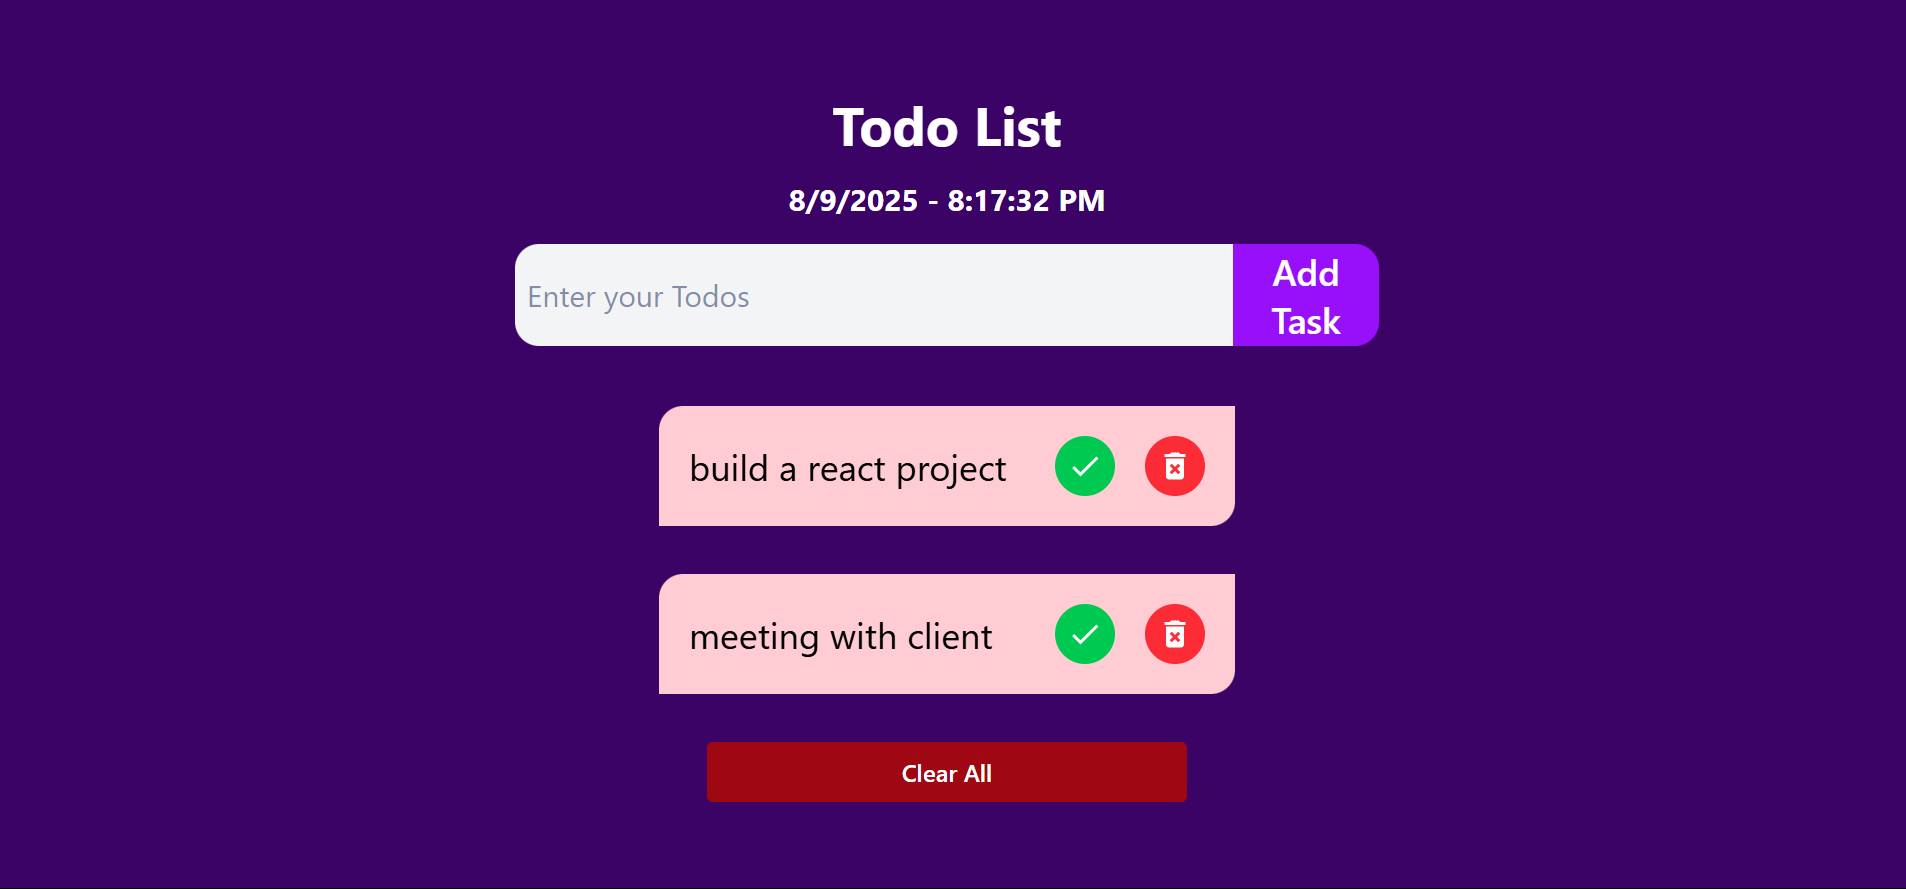 Todo List
8/9/2025 - 8:17:32 PM
Enter your Todos
Add
Task
build a react project
meeting with client
Clear All